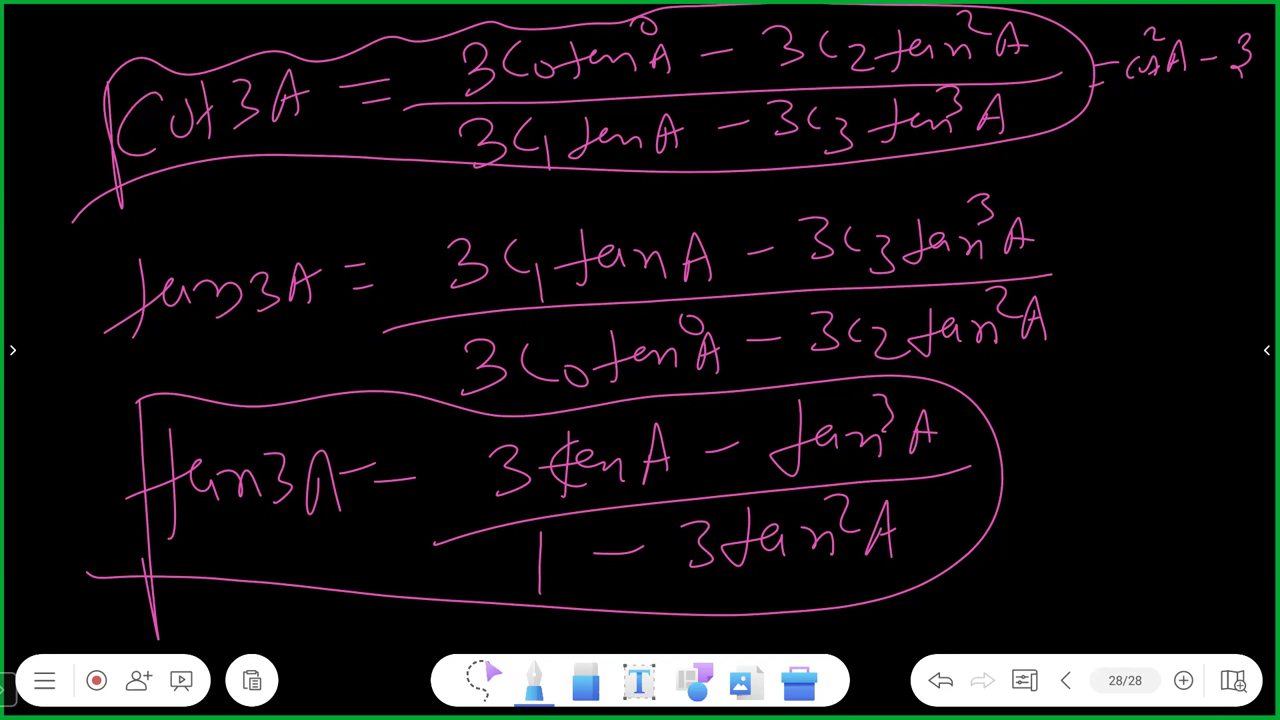 Cot3A = (3C₀tan⁰A − 3C₂tan²A) / (3C₁tanA − 3C₃tan³A) = cot²A − 3
tan3A = (3C₁tanA − 3C₃tan³A) / (3C₀tan⁰A − 3C₂tan²A)
tan3A = (3tanA − tan³A) / (1 − 3tan²A)
T
28/28